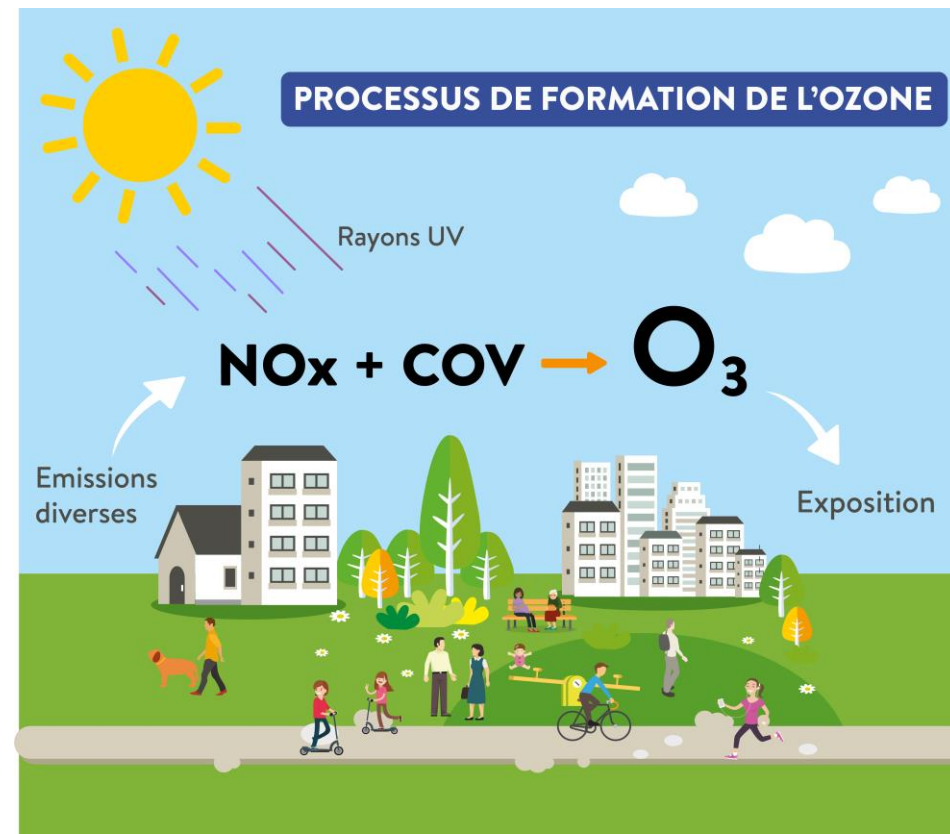 PROCESSUS DE FORMATION DE L'OZONE
Rayons UV
NOx + COV → O₃
Emissions
diverses
Exposition